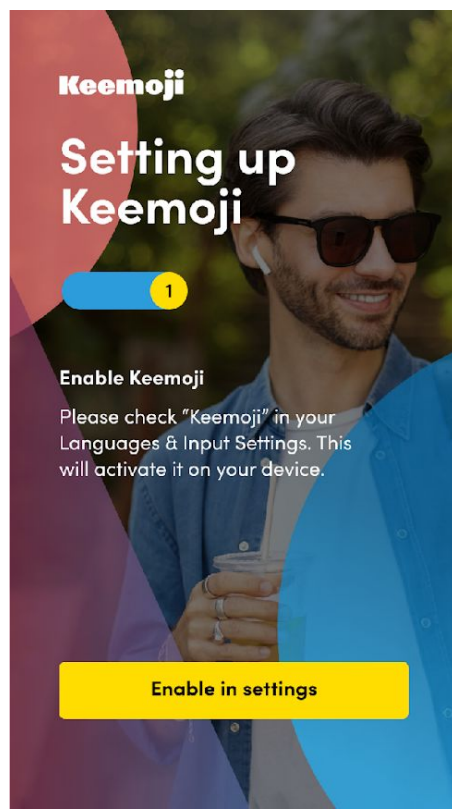 Keemoji
Setting up
Keemoji
1
Enable Keemoji
Please check "Keemoji" in your
Languages & Input Settings. This
will activate it on your device.
Enable in settings